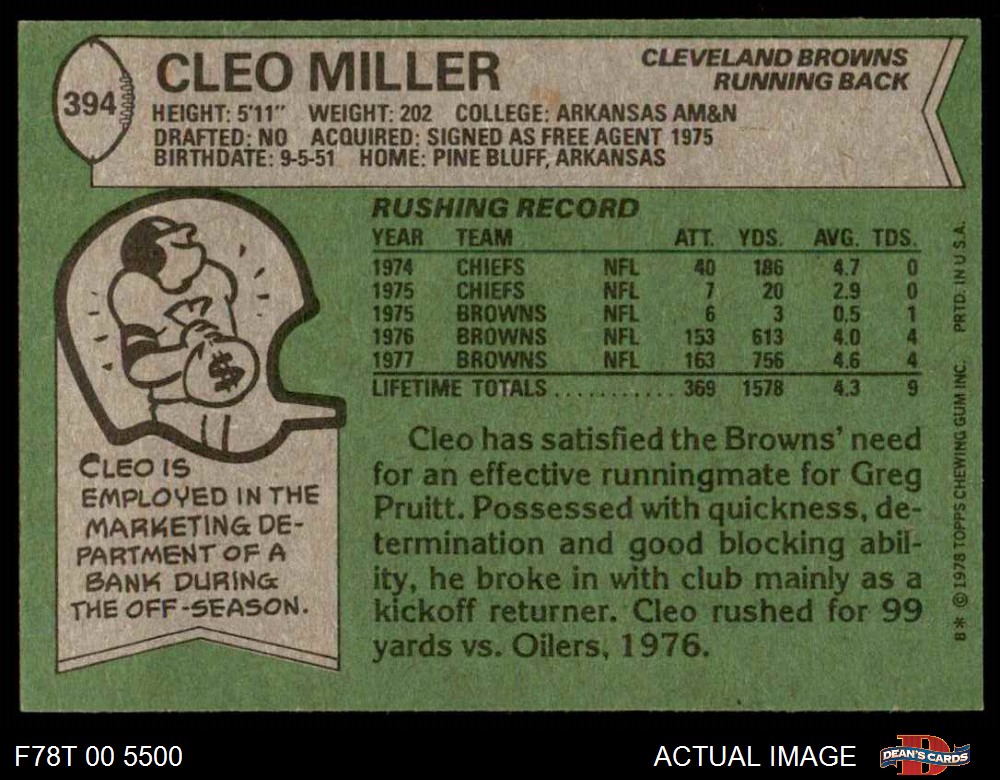 394
CLEO MILLER
CLEVELAND BROWNS
RUNNING BACK
HEIGHT: 5'11" WEIGHT: 202 COLLEGE: ARKANSAS AM&N
DRAFTED: NO ACQUIRED: SIGNED AS FREE AGENT 1975
BIRTHDATE: 9-5-51 HOME: PINE BLUFF, ARKANSAS
RUSHING RECORD
YEAR TEAM ATT. YDS. AVG. TDS.
1974 CHIEFS NFL 40 186 4.7 0
1975 CHIEFS NFL 7 20 2.9 0
1975 BROWNS NFL 6 3 0.5 1
1976 BROWNS NFL 153 613 4.0 4
1977 BROWNS NFL 163 756 4.6 4
LIFETIME TOTALS........... 369 1578 4.3 9
$
CLEO IS
EMPLOYED IN THE
MARKETING DE-
PARTMENT OF A
BANK DURING
THE OFF-SEASON.
Cleo has satisfied the Browns' need
for an effective runningmate for Greg
Pruitt. Possessed with quickness, de-
termination and good blocking abil-
ity, he broke in with club mainly as a
kickoff returner. Cleo rushed for 99
yards vs. Oilers, 1976.
B* © 1978 TOPPS CHEWING GUM INC. PRTD. IN U.S.A.
F78T 00 5500
ACTUAL IMAGE
D
DEAN'S CARDS